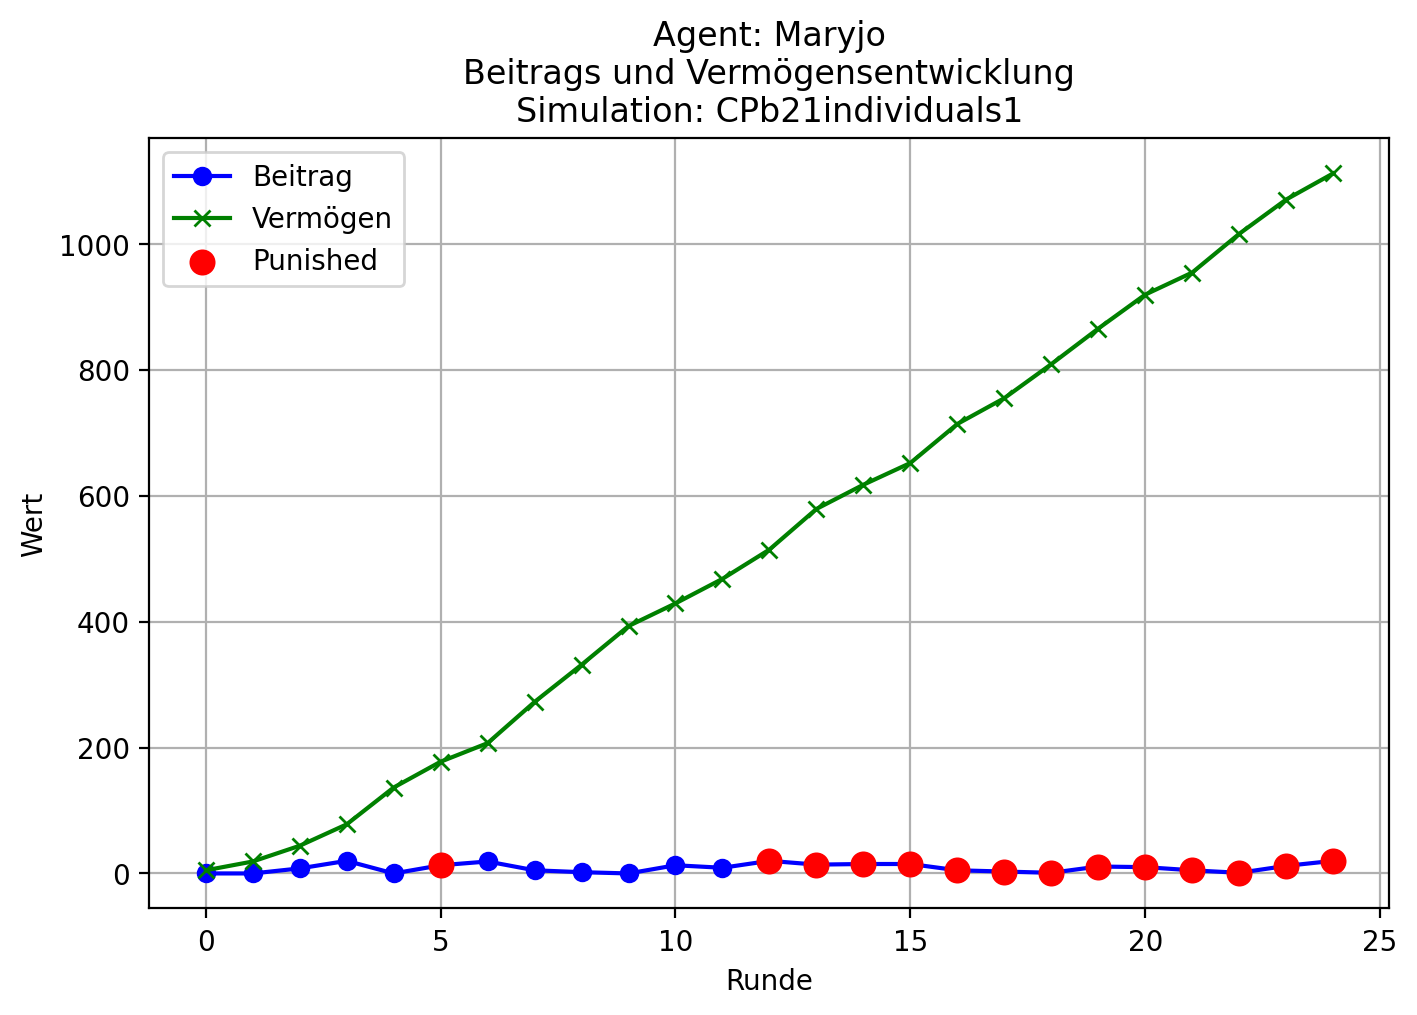 Agent: Maryjo
Beitrags und Vermögensentwicklung
Simulation: CPb21individuals1
Beitrag
Vermögen
Punished
1000
800
600
400
200
0
Wert
0 5 10 15 20 25
Runde